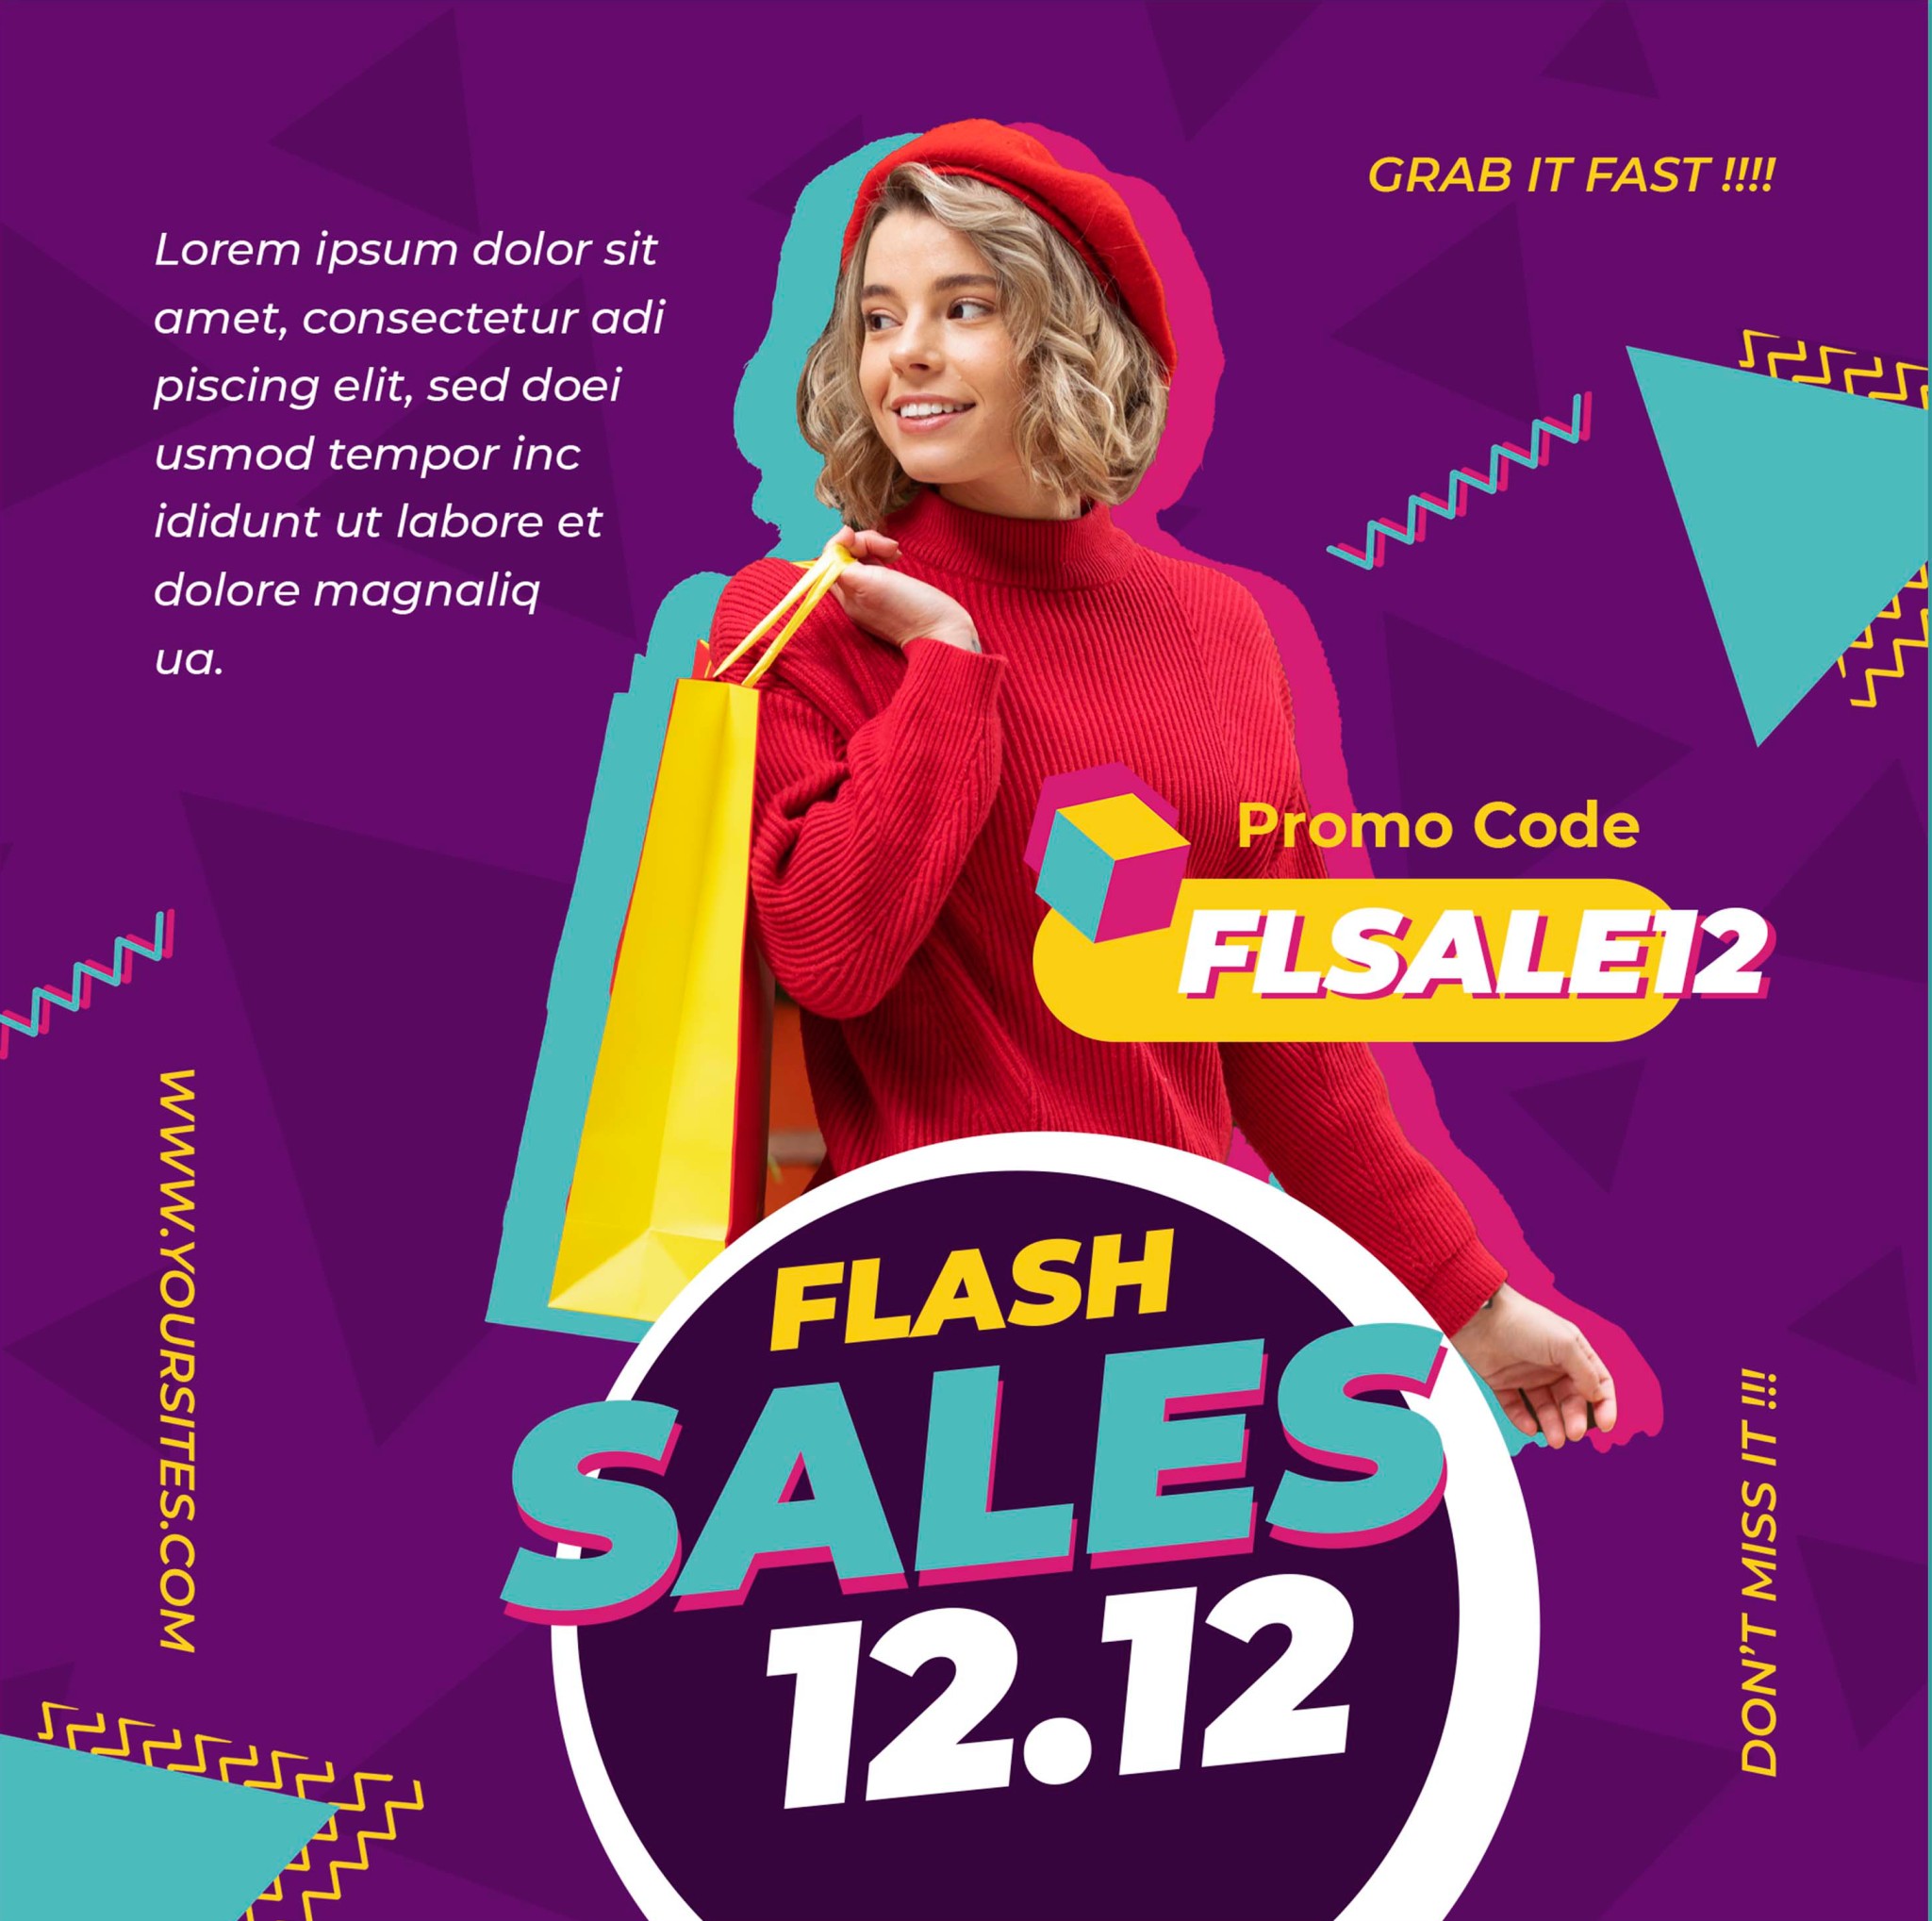 GRAB IT FAST !!!!
Lorem ipsum dolor sit
amet, consectetur adi
piscing elit, sed doei
usmod tempor inc
ididunt ut labore et
dolore magnaliq
ua.
Promo Code
FLSALE12
WWW.YOURSITES.COM
FLASH
SALES
12.12
DON'T MISS IT !!!!